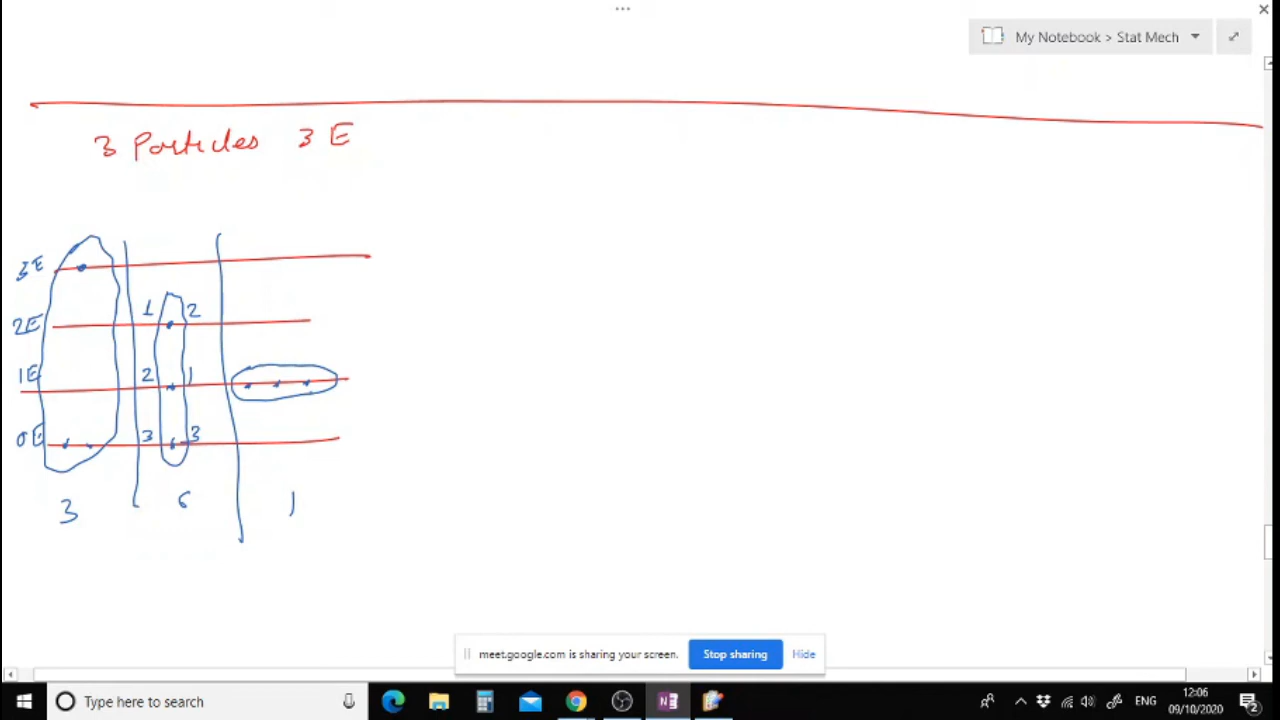 My Notebook > Stat Mech
3 Particles 3 E
3E
2E 1 2
1E 2 1
0E 3 3
3 6 1
meet.google.com is sharing your screen. Stop sharing Hide
Type here to search
ENG
12:06
09/10/2020
2